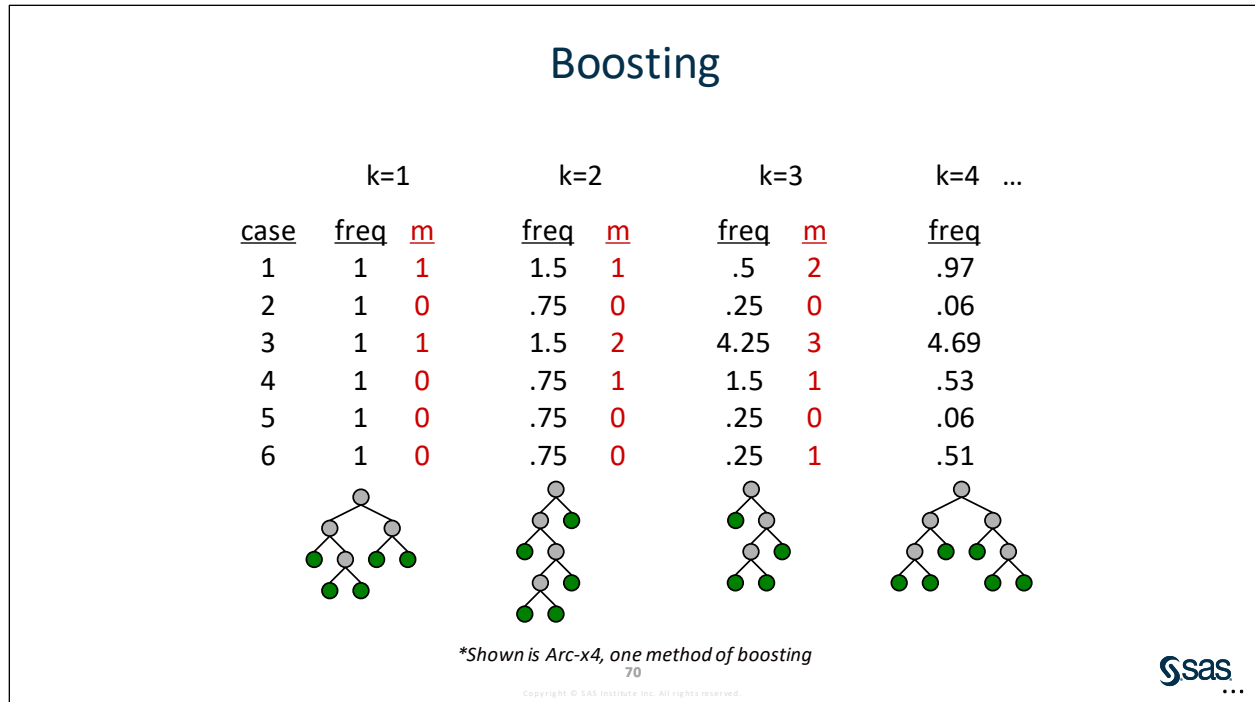 Boosting
k=1 k=2 k=3 k=4 ...
case freq m freq m freq m freq
1 1 1 1.5 1 .5 2 .97
2 1 0 .75 0 .25 0 .06
3 1 1 1.5 2 4.25 3 4.69
4 1 0 .75 1 1.5 1 .53
5 1 0 .75 0 .25 0 .06
6 1 0 .75 0 .25 1 .51
*Shown is Arc-x4, one method of boosting
70
Copyright © SAS Institute Inc. All rights reserved.
sas
...